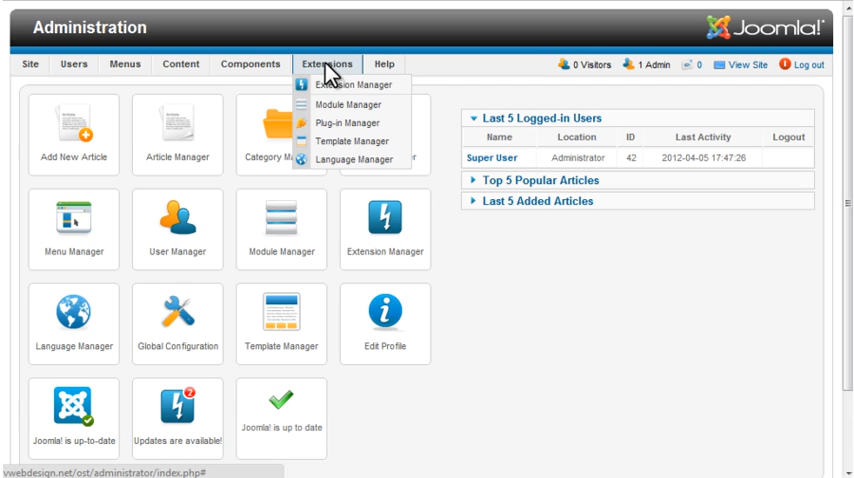 Administration
Joomla!
Site Users Menus Content Components Extensions Help 0 Visitors 1 Admin 0 View Site Log out
Extension Manager
Module Manager
Plug-in Manager
Template Manager
Language Manager
Add New Article Article Manager Category Ma r
Menu Manager User Manager Module Manager Extension Manager
Language Manager Global Configuration Template Manager Edit Profile
2
Joomla! is up-to-date Updates are available! Joomla! is up to date
Last 5 Logged-in Users
Name Location ID Last Activity Logout
Super User Administrator 42 2012-04-05 17:47:26
Top 5 Popular Articles
Last 5 Added Articles
vwebdesign.net/ost/administrator/index.php#